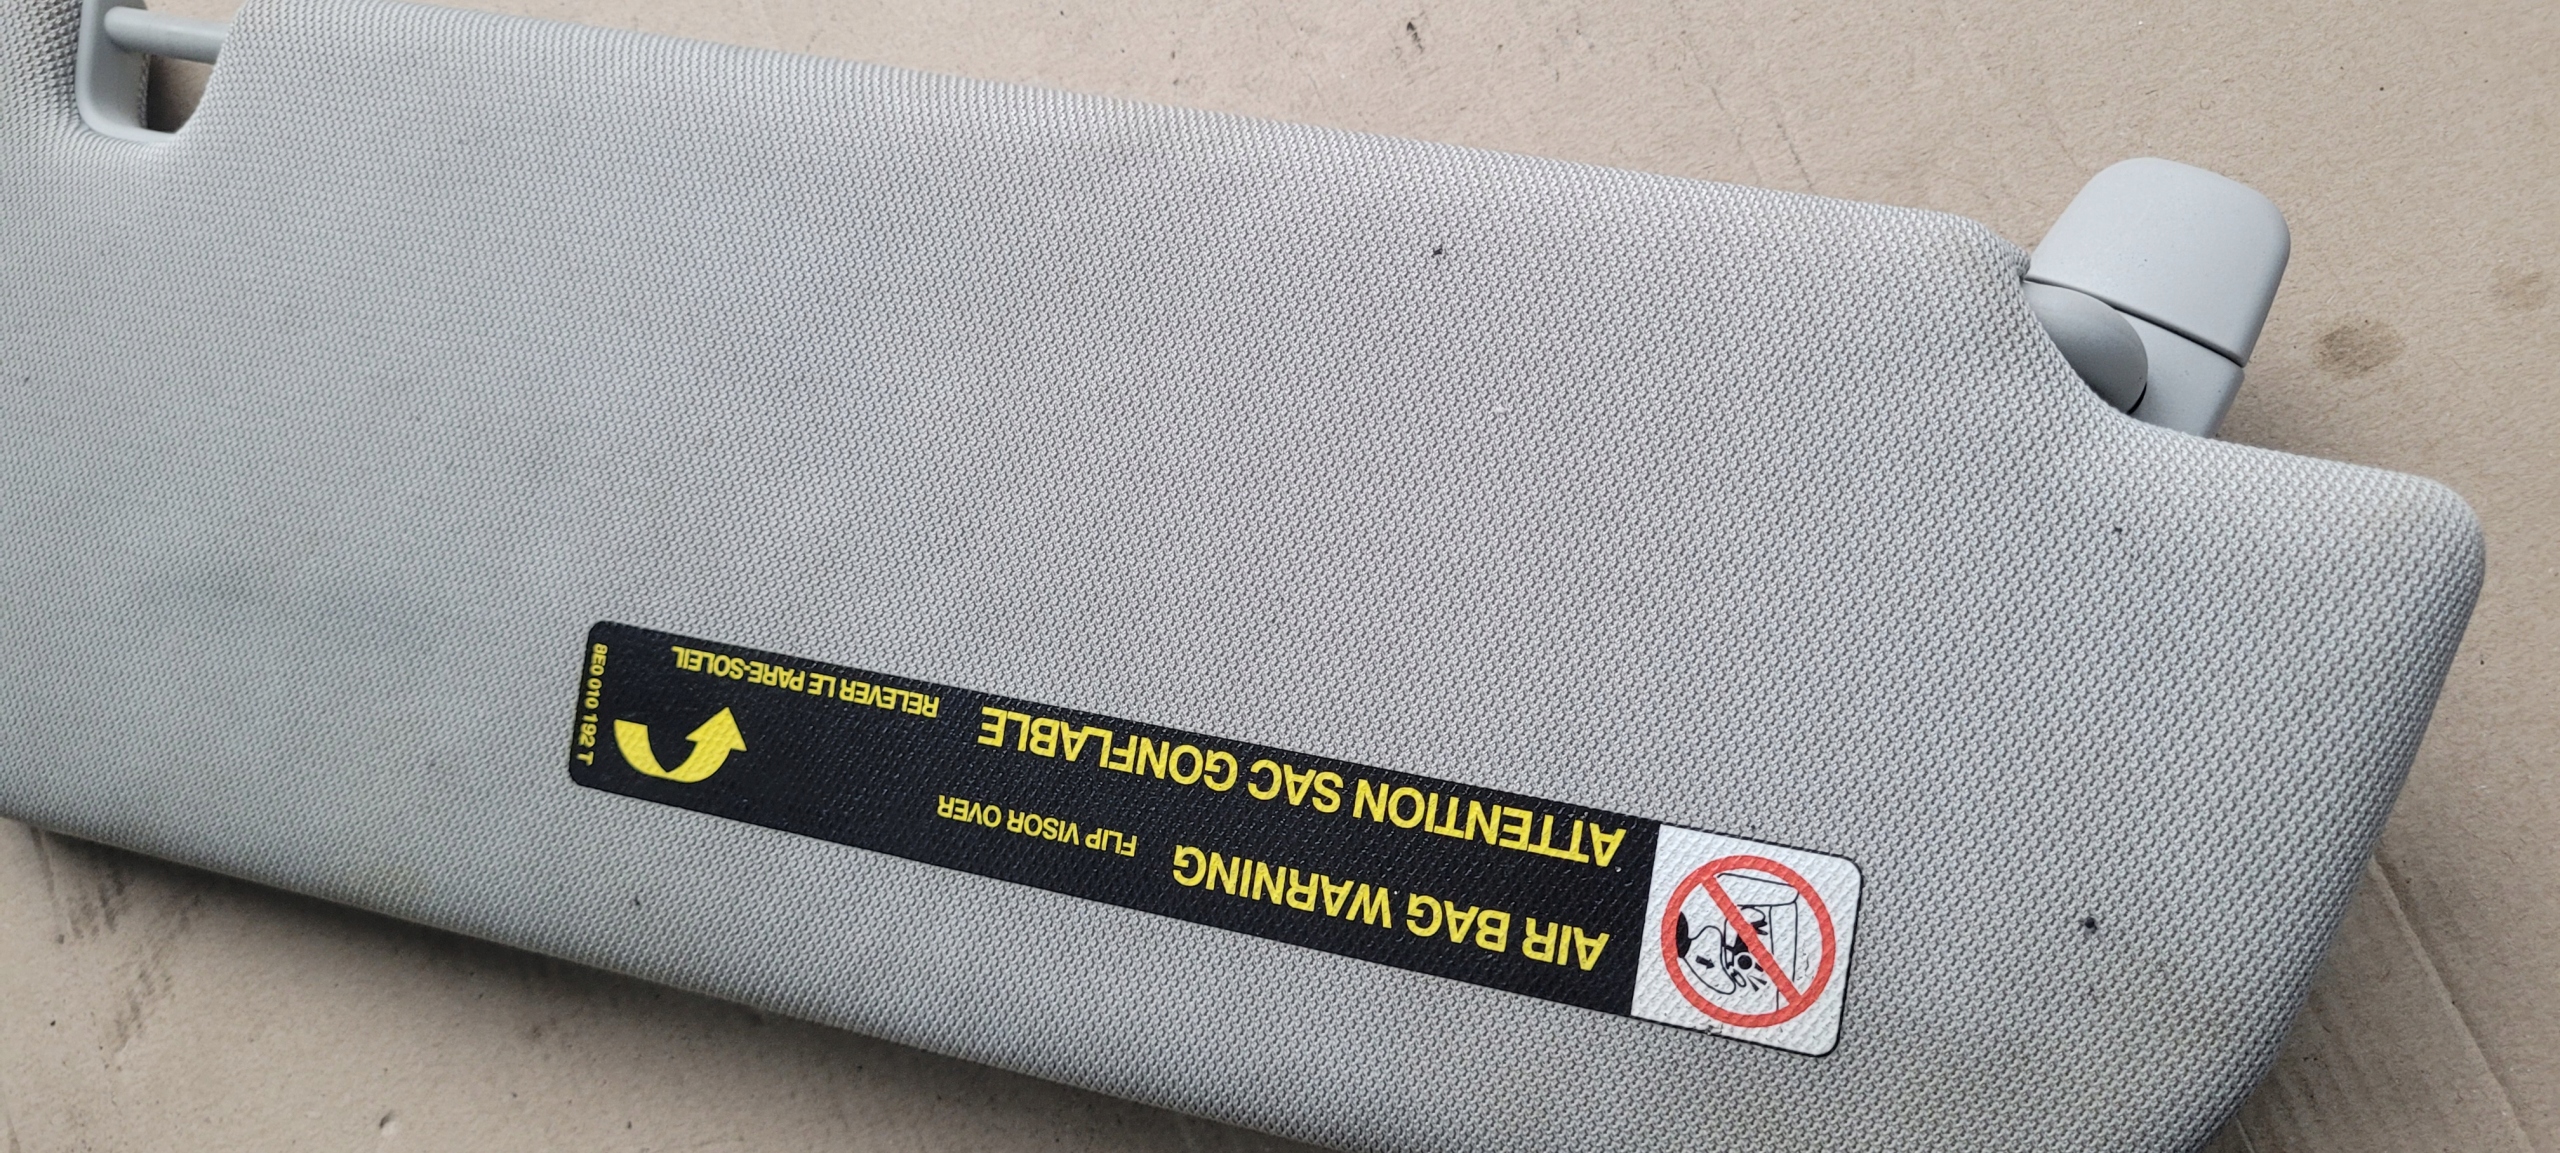 AIR BAG WARNING FLIP VISOR OVER
ATTENTION SAC GONFLABLE RELEVER LE PARE-SOLEIL
8E0 010 192 T